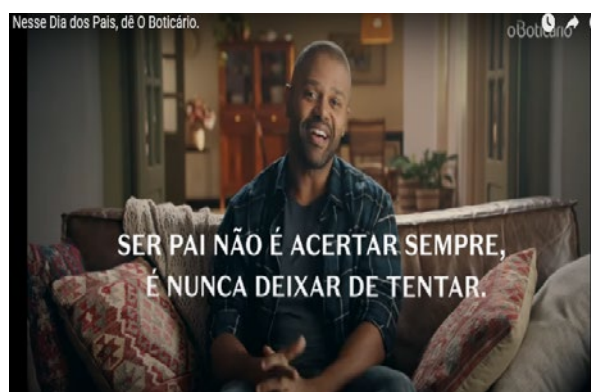 Nesse Dia dos Pais, dê O Boticário.
oBoticário
SER PAI NÃO É ACERTAR SEMPRE,
É NUNCA DEIXAR DE TENTAR.